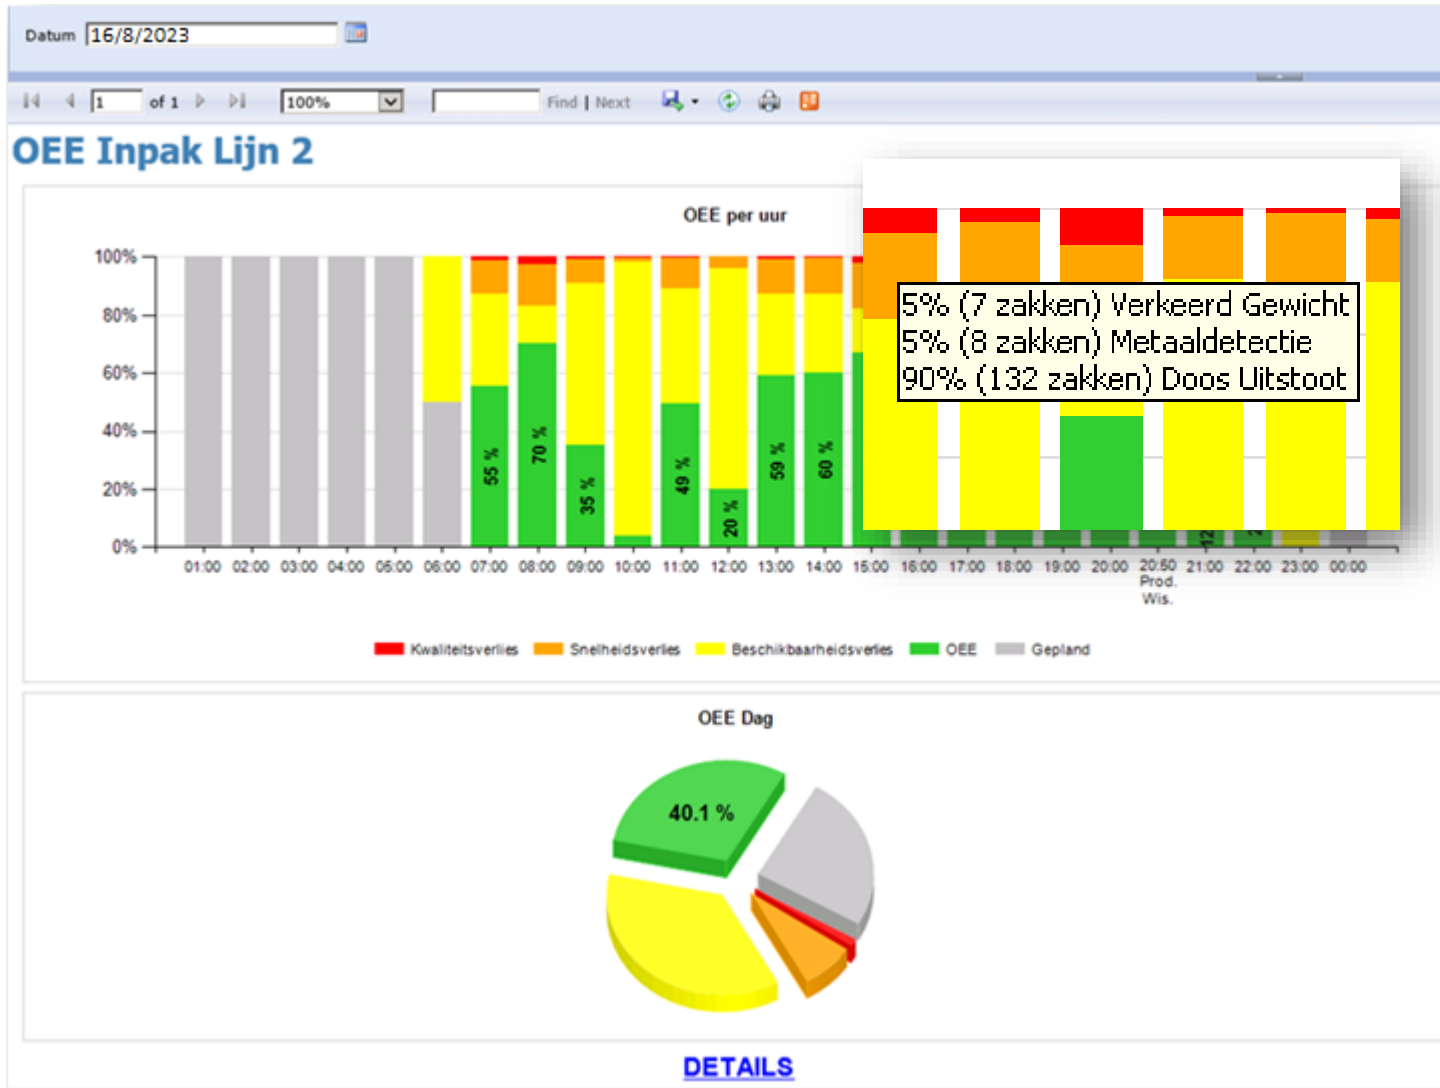 Datum 16/8/2023
1 of 1 100% Find | Next
OEE Inpak Lijn 2
OEE per uur
100%
80%
60%
40%
20%
0%
55 %
70 %
35 %
49 %
20 %
59 %
60 %
12
5% (7 zakken) Verkeerd Gewicht
5% (8 zakken) Metaaldetectie
90% (132 zakken) Doos Uitstoot
01:00 02:00 03:00 04:00 05:00 06:00 07:00 08:00 09:00 10:00 11:00 12:00 13:00 14:00 15:00 16:00 17:00 18:00 19:00 20:00 20:50 21:00 22:00 23:00 00:00
Prod.
Wis.
Kwaliteitsverlies Snelheidsverlies Beschikbaarheidsverlies OEE Gepland
OEE Dag
40.1 %
DETAILS